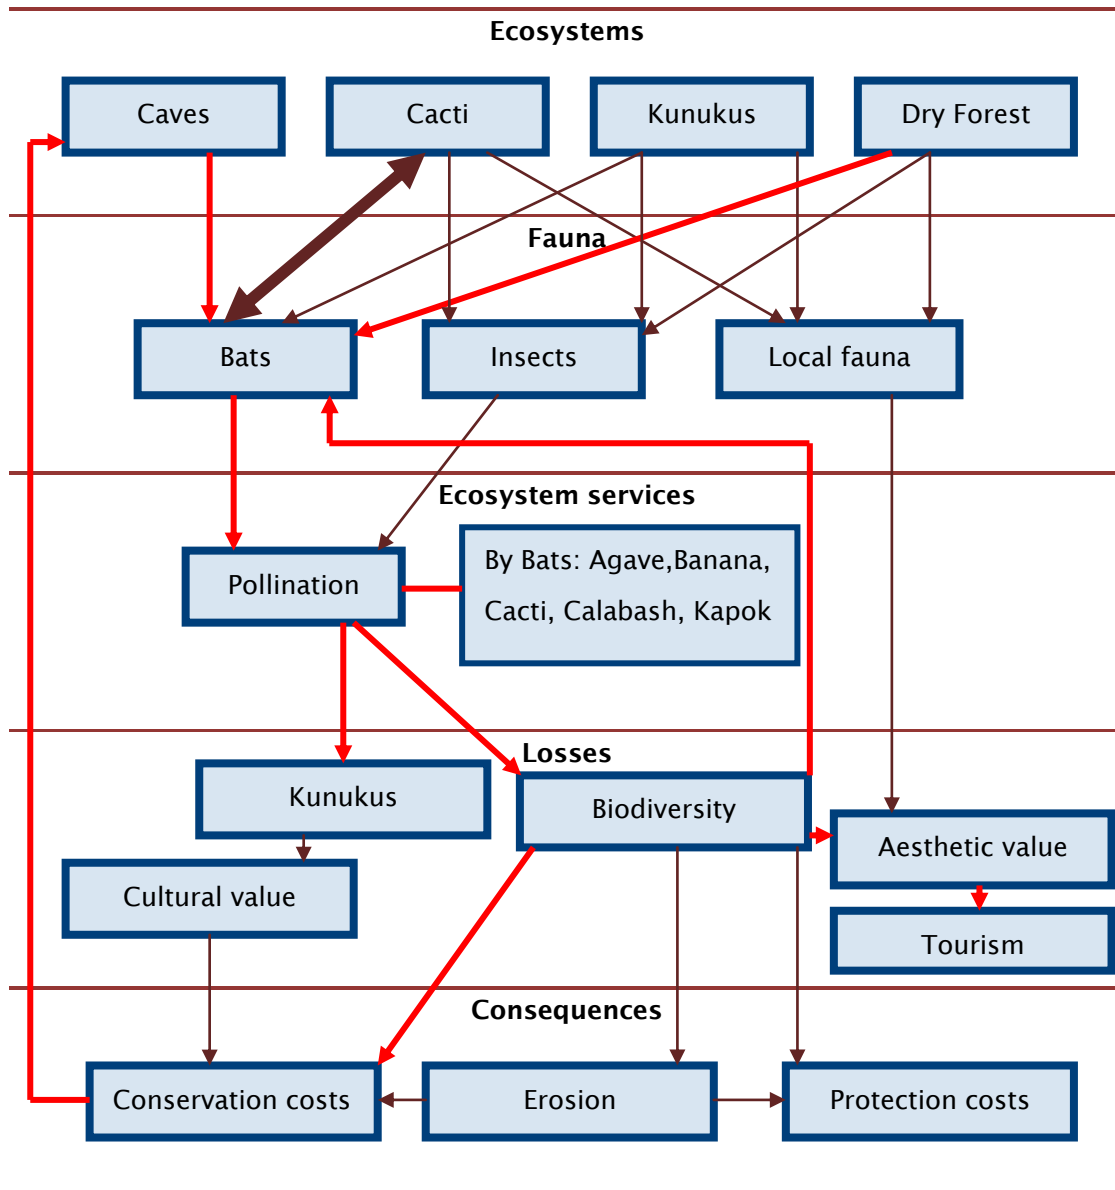 Ecosystems
Caves
Cacti
Kunukus
Dry Forest
Fauna
Bats
Insects
Local fauna
Ecosystem services
Pollination
By Bats: Agave,Banana,
Cacti, Calabash, Kapok
Losses
Kunukus
Biodiversity
Aesthetic value
Cultural value
Tourism
Consequences
Conservation costs
Erosion
Protection costs